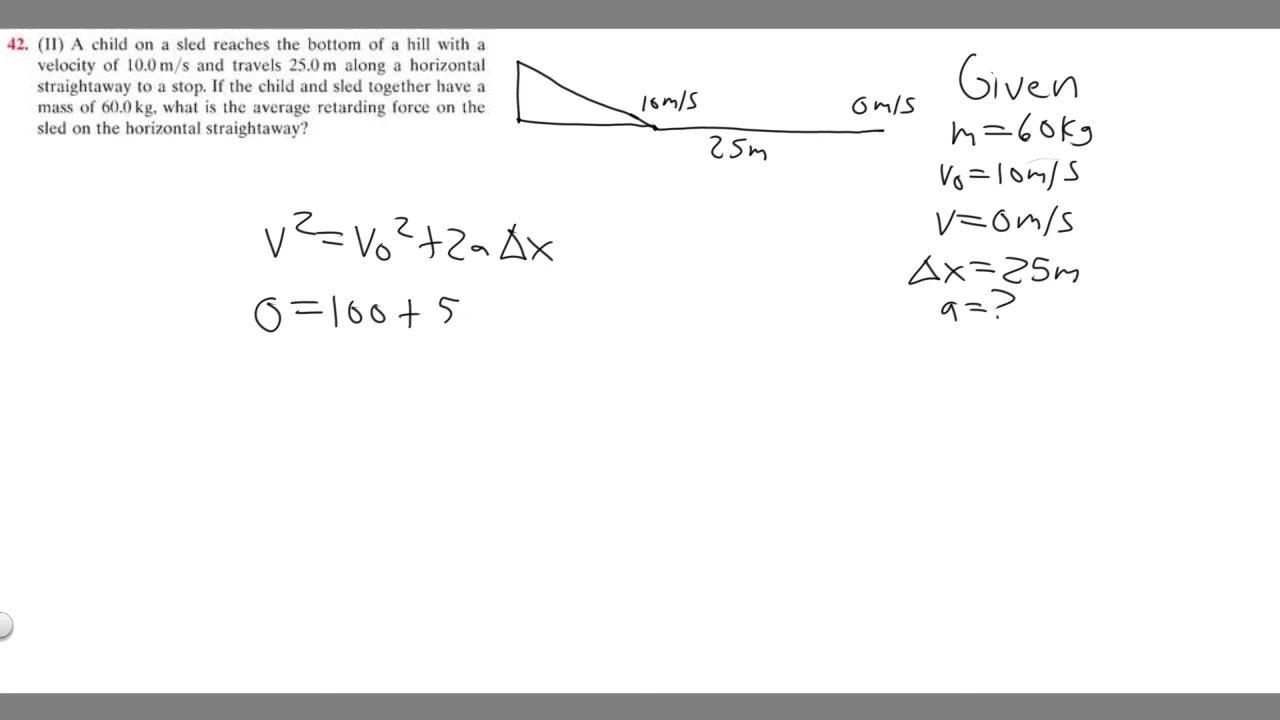 42. (II) A child on a sled reaches the bottom of a hill with a
velocity of 10.0 m/s and travels 25.0 m along a horizontal
straightaway to a stop. If the child and sled together have a
mass of 60.0 kg, what is the average retarding force on the
sled on the horizontal straightaway?
10m/s
0m/s
25m
Given
m=60kg
V₀=10m/s
V=0m/s
Δx=25m
a=?
V²=V₀²+2aΔx
0=100+5